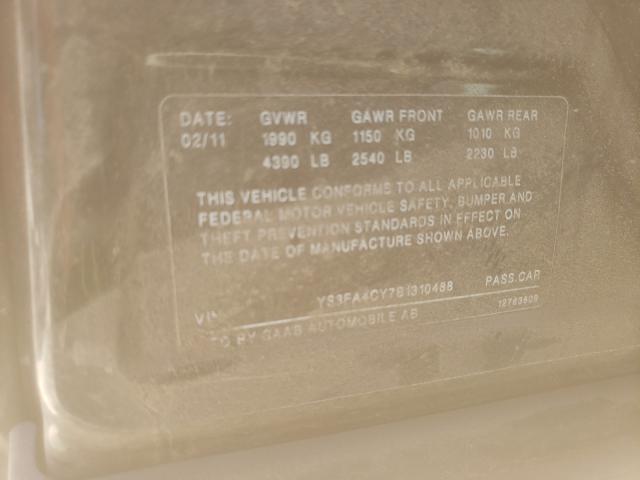 DATE: GVWR GAWR FRONT GAWR REAR
02/11 1990 KG 1150 KG 1010 KG
4390 LB 2540 LB 2230 LB
THIS VEHICLE CONFORMS TO ALL APPLICABLE
FEDERAL MOTOR VEHICLE SAFETY, BUMPER AND
THEFT PREVENTION STANDARDS IN EFFECT ON
THE DATE OF MANUFACTURE SHOWN ABOVE.
PASS.CAR
BY SAAB AUTOMOBILE AB